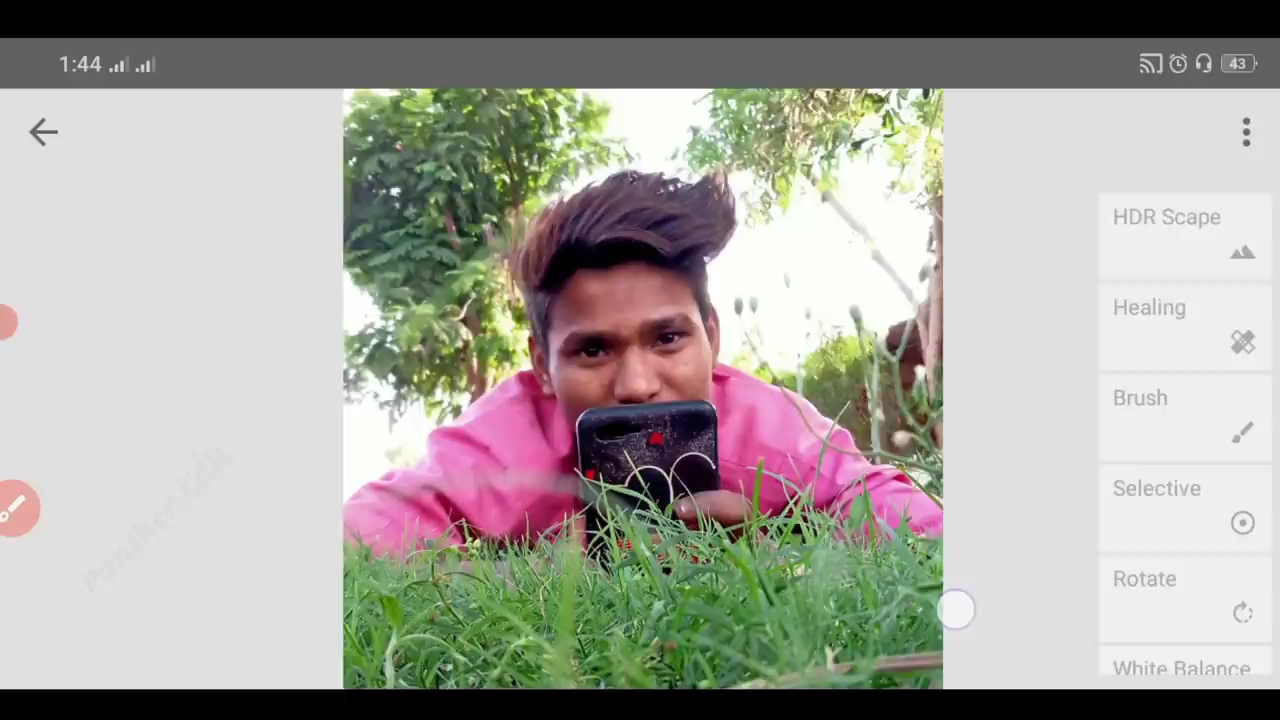 1:44
43
HDR Scape
Healing
Brush
Selective
Rotate
White Balance